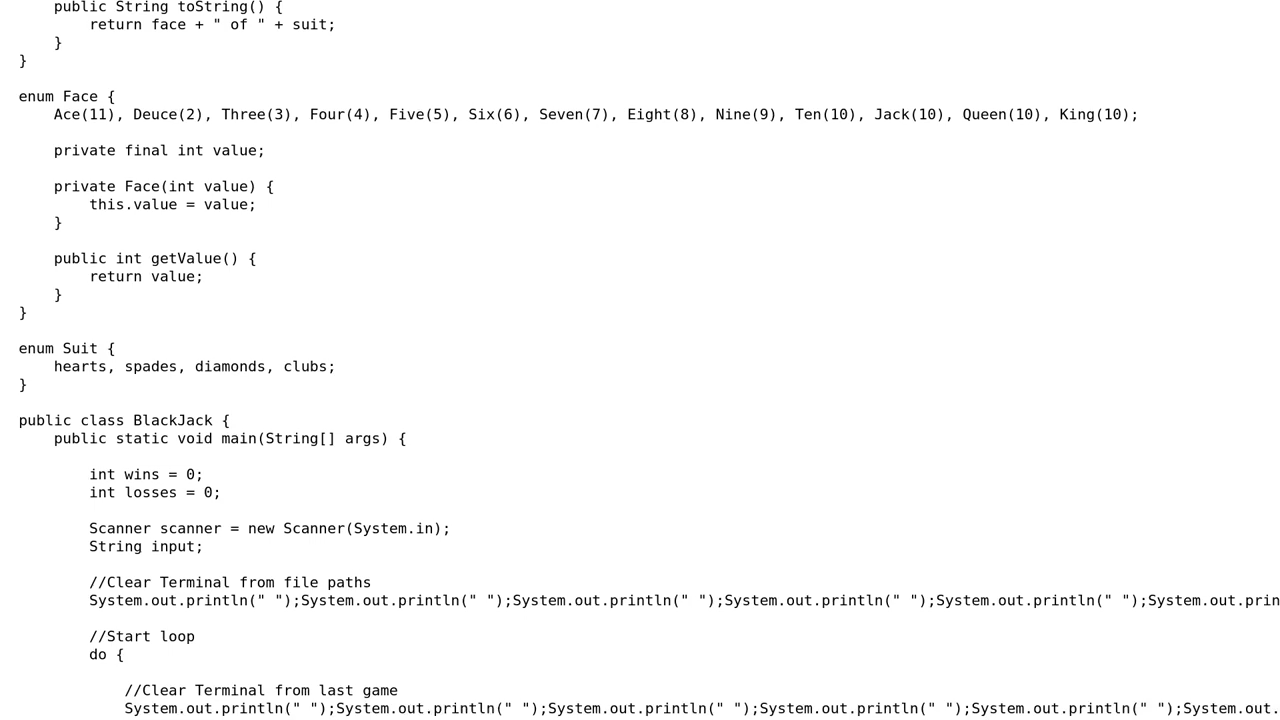 public String toString() {
return face + " of " + suit;
}
}
enum Face {
Ace(11), Deuce(2), Three(3), Four(4), Five(5), Six(6), Seven(7), Eight(8), Nine(9), Ten(10), Jack(10), Queen(10), King(10);
private final int value;
private Face(int value) {
this.value = value;
}
public int getValue() {
return value;
}
}
enum Suit {
hearts, spades, diamonds, clubs;
}
public class BlackJack {
public static void main(String[] args) {
int wins = 0;
int losses = 0;
Scanner scanner = new Scanner(System.in);
String input;
//Clear Terminal from file paths
System.out.println(" ");System.out.println(" ");System.out.println(" ");System.out.println(" ");System.out.println(" ");System.out.prin
//Start loop
do {
//Clear Terminal from last game
System.out.println(" ");System.out.println(" ");System.out.println(" ");System.out.println(" ");System.out.println(" ");System.out.